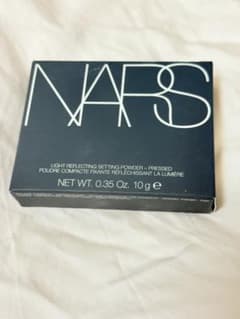 NARS
LIGHT REFLECTING SETTING POWDER - PRESSED
POUDRE COMPACTE FIXANTE RÉFLÉCHISSANT LA LUMIÈRE
NET WT. 0.35 Oz. 10 g ℮